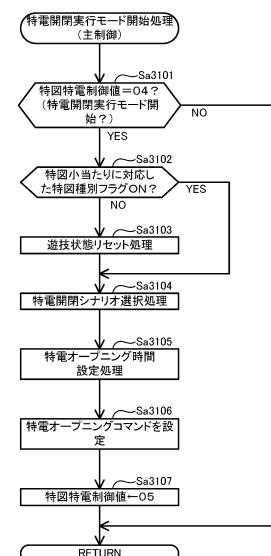 特電開閉実行モード開始処理
（主制御）
Sa3101
特図特電制御値＝04？
（特電開閉実行モード開
始？）
NO
YES
Sa3102
特図小当たりに対応し
た特図種別フラグON？
YES
NO
Sa3103
遊技状態リセット処理
Sa3104
特電開閉シナリオ選択処理
Sa3105
特電オープニング時間
設定処理
Sa3106
特電オープニングコマンドを設
定
Sa3107
特図特電制御値←05
RETURN